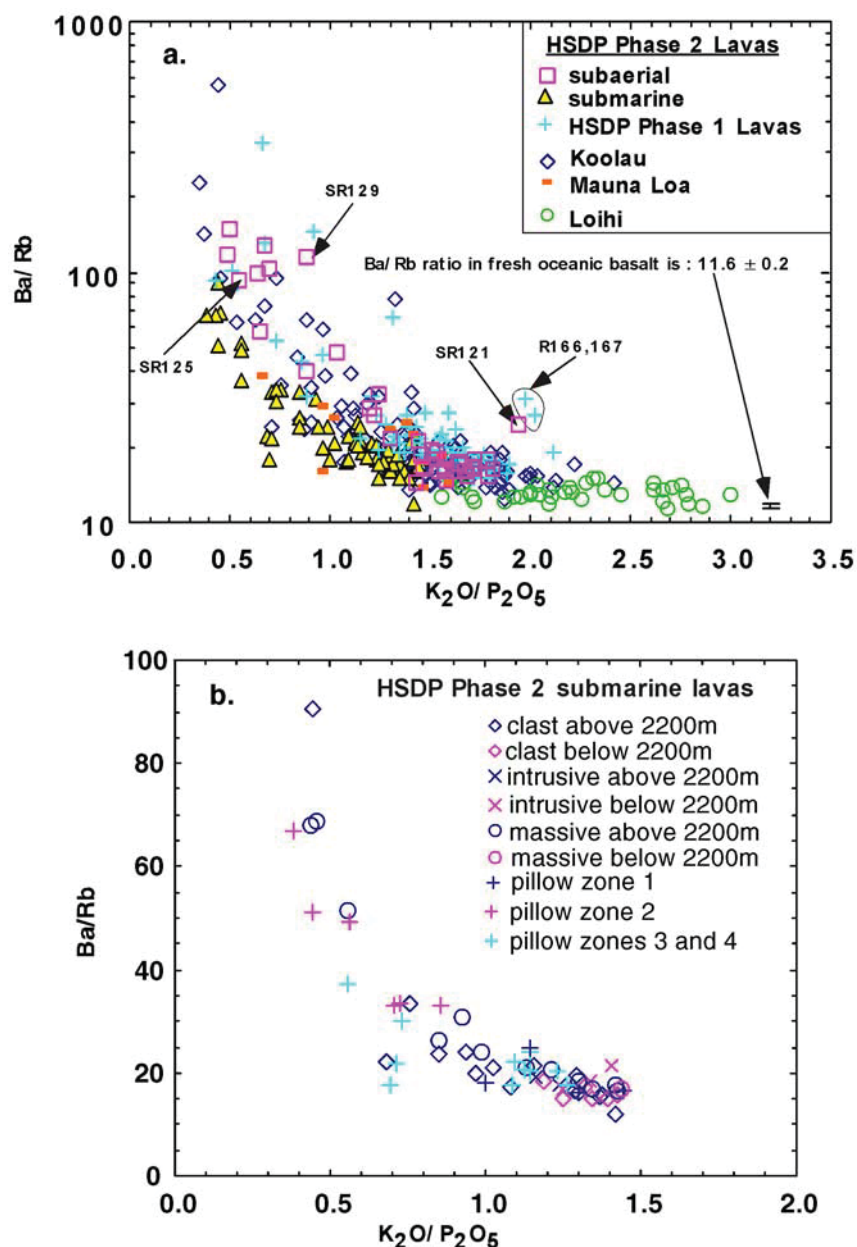 a.
1000
100
10
Ba/ Rb
HSDP Phase 2 Lavas
subaerial
submarine
HSDP Phase 1 Lavas
Koolau
Mauna Loa
Loihi
SR129
Ba/ Rb ratio in fresh oceanic basalt is : 11.6 ± 0.2
SR125
SR121
R166,167
0.0 0.5 1.0 1.5 2.0 2.5 3.0 3.5
K₂O/ P₂O₅
b.
HSDP Phase 2 submarine lavas
clast above 2200m
clast below 2200m
intrusive above 2200m
intrusive below 2200m
massive above 2200m
massive below 2200m
pillow zone 1
pillow zone 2
pillow zones 3 and 4
100
80
60
40
20
0
Ba/Rb
0.0 0.5 1.0 1.5 2.0
K₂O/ P₂O₅